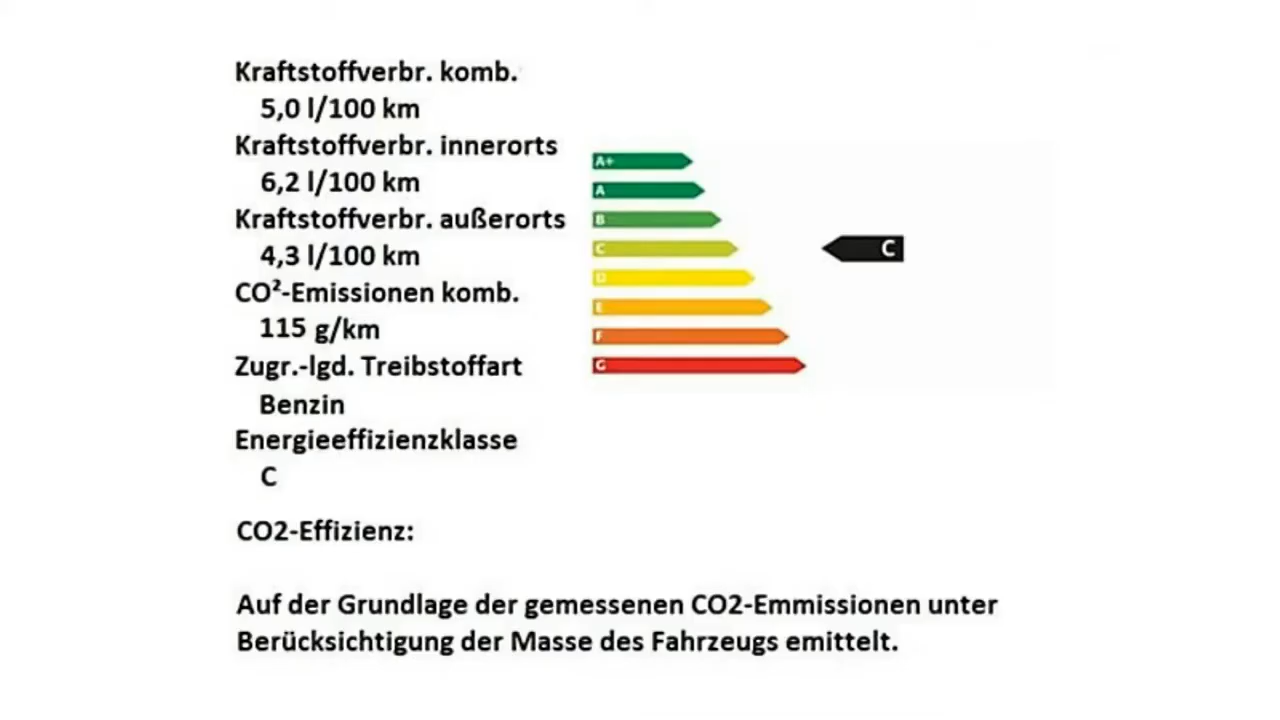 Kraftstoffverbr. komb.
5,0 l/100 km
Kraftstoffverbr. innerorts
6,2 l/100 km
Kraftstoffverbr. außerorts
4,3 l/100 km
CO²-Emissionen komb.
115 g/km
Zugr.-lgd. Treibstoffart
Benzin
Energieeffizienzklasse
C
A+
A
B
C
D
E
F
G
C
CO2-Effizienz:
Auf der Grundlage der gemessenen CO2-Emmissionen unter
Berücksichtigung der Masse des Fahrzeugs emittelt.